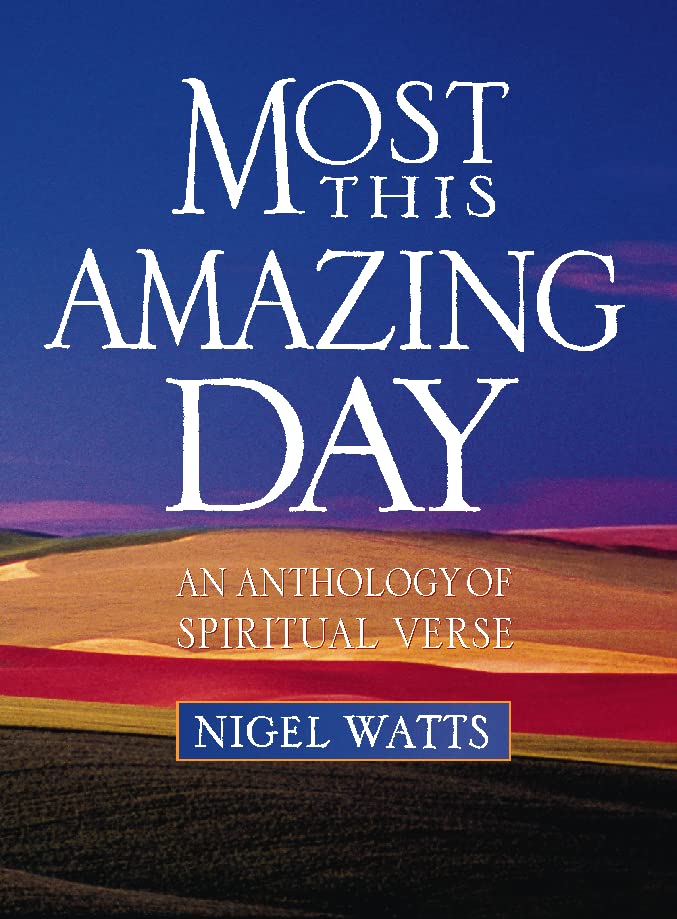 MOST
THIS
AMAZING
DAY
AN ANTHOLOGY OF
SPIRITUAL VERSE
NIGEL WATTS